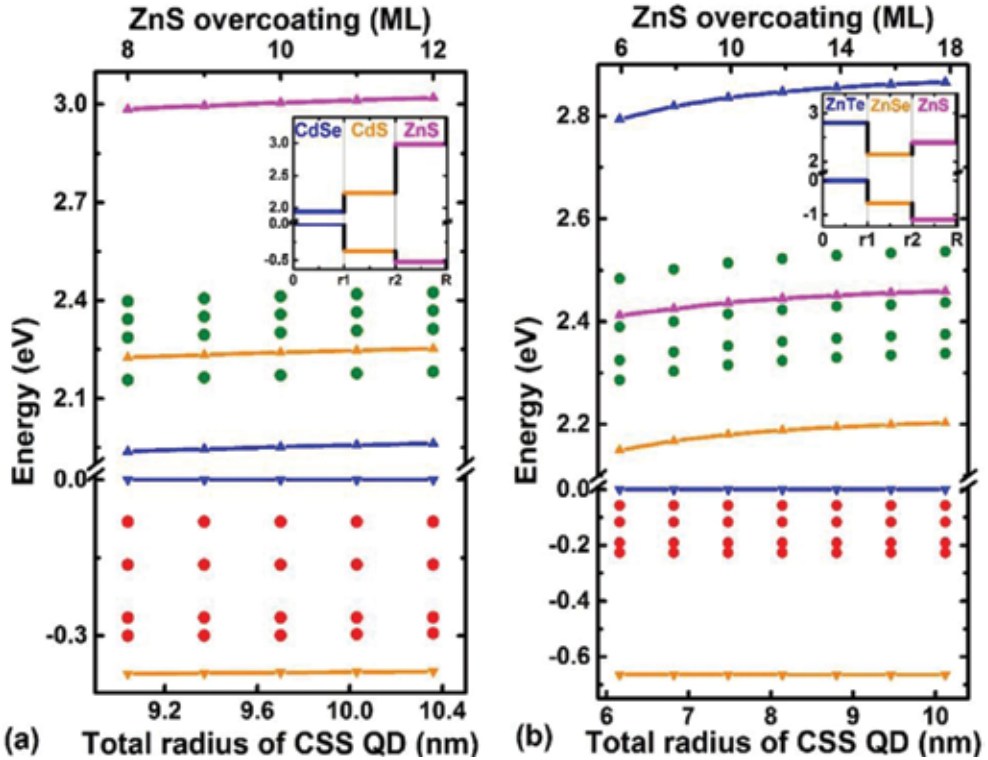 ZnS overcoating (ML)
8 10 12
Energy (eV)
3.0
2.7
2.4
2.1
0.0
-0.3
CdSe CdS ZnS
3.0
2.5
2.0
0.0
-0.5
0 r1 r2 R
9.2 9.6 10.0 10.4
(a) Total radius of CSS QD (nm)
ZnS overcoating (ML)
6 10 14 18
Energy (eV)
2.8
2.6
2.4
2.2
0.0
-0.2
-0.4
-0.6
ZnTe ZnSe ZnS
3
2
0
-1
0 r1 r2 R
6 7 8 9 10
(b) Total radius of CSS QD (nm)